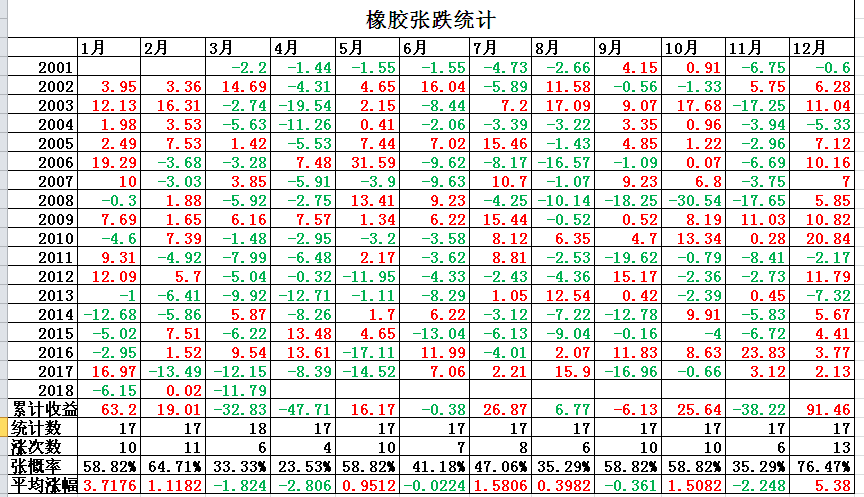 橡胶张跌统计
1月 2月 3月 4月 5月 6月 7月 8月 9月 10月 11月 12月
2001 -2.2 -1.44 -1.55 -1.55 -4.73 -2.66 4.15 0.91 -6.75 -0.6
2002 3.95 3.36 14.69 -4.31 4.65 16.04 -5.89 11.58 -0.56 -1.33 5.75 6.28
2003 12.13 16.31 -2.74 -19.54 2.15 -8.44 7.2 17.09 9.07 17.68 -17.25 11.04
2004 1.98 3.53 -5.63 -11.26 0.41 -2.06 -3.39 -3.22 3.35 0.96 -3.94 -5.33
2005 2.49 7.53 1.42 -5.53 7.44 7.02 15.46 -1.43 4.85 1.22 -2.96 7.12
2006 19.29 -3.68 -3.28 7.48 31.59 -9.62 -8.17 -16.57 -1.09 0.07 -6.69 10.16
2007 10 -3.03 3.85 -5.91 -3.9 -9.63 10.7 -1.07 9.23 6.8 -3.75 7
2008 -0.3 1.88 -5.92 -2.75 13.41 9.23 -4.25 -10.14 -18.25 -30.54 -17.65 5.85
2009 7.69 1.65 6.16 7.57 1.34 6.22 15.44 -0.52 0.52 8.19 11.03 10.82
2010 -4.6 7.39 -1.48 -2.95 -3.2 -3.58 8.12 6.35 4.7 13.34 0.28 20.84
2011 9.31 -4.92 -7.99 -6.48 2.17 -3.62 8.81 -2.53 -19.62 -0.79 -8.41 -2.17
2012 12.09 5.7 -5.04 -0.32 -11.95 -4.33 -2.43 -4.36 15.17 -2.36 -2.73 11.79
2013 -1 -6.41 -9.92 -12.71 -1.11 -8.29 1.05 12.54 0.42 -2.39 0.45 -7.32
2014 -12.68 -5.86 5.87 -8.26 1.7 6.22 -3.12 -7.22 -12.78 9.91 -5.83 5.67
2015 -5.02 7.51 -6.22 13.48 4.65 -13.04 -6.13 -9.04 -0.16 -4 -6.72 4.41
2016 -2.95 1.52 9.54 13.61 -17.11 11.99 -4.01 2.07 11.83 8.63 23.83 3.77
2017 16.97 -13.49 -12.15 -8.39 -14.52 7.06 2.21 15.9 -16.96 -0.66 3.12 2.13
2018 -6.15 0.02 -11.79
累计收益 63.2 19.01 -32.83 -47.71 16.17 -0.38 26.87 6.77 -6.13 25.64 -38.22 91.46
统计数 17 17 18 17 17 17 17 17 17 17 17 17
涨次数 10 11 6 4 10 7 8 6 10 10 6 13
张概率 58.82% 64.71% 33.33% 23.53% 58.82% 41.18% 47.06% 35.29% 58.82% 58.82% 35.29% 76.47%
平均涨幅 3.7176 1.1182 -1.824 -2.806 0.9512 -0.0224 1.5806 0.3982 -0.361 1.5082 -2.248 5.38